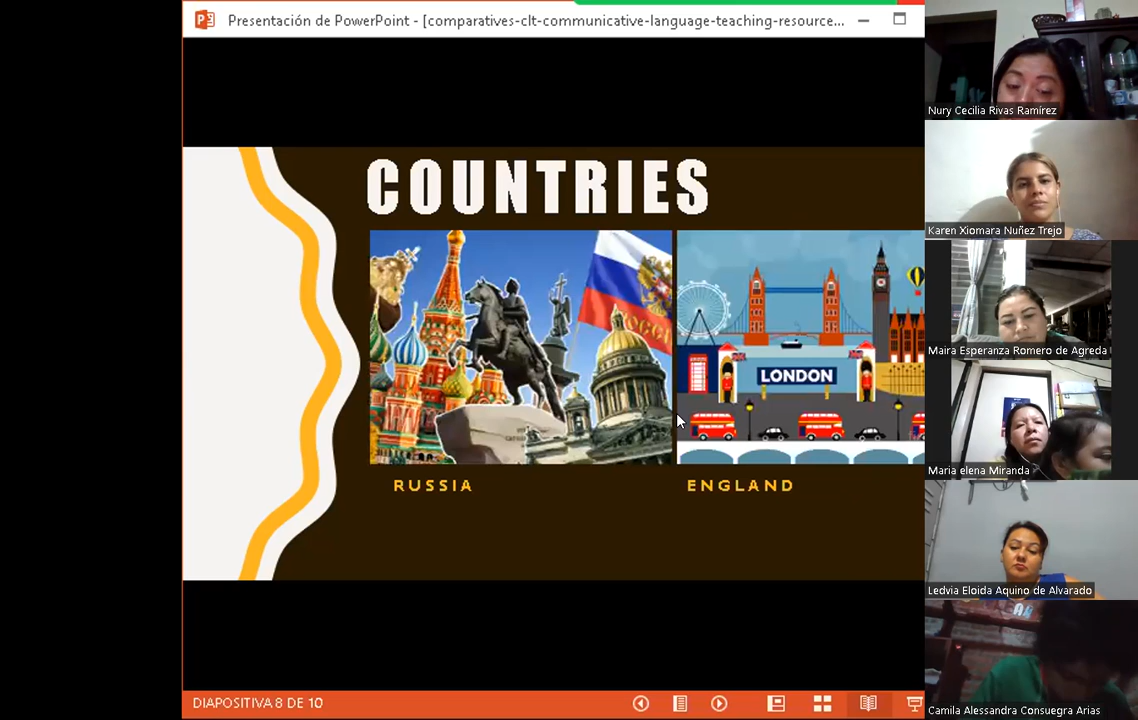 Presentación de PowerPoint - [comparatives-clt-communicative-language-teaching-resource...
COUNTRIES
LONDON
RUSSIA
ENGLAND
DIAPOSITIVA 8 DE 10
Nury Cecilia Rivas Ramírez
Karen Xiomara Nuñez Trejo
Maira Esperanza Romero de Agreda
Maria elena Miranda
Ledvia Eloida Aquino de Alvarado
Camila Alessandra Consuegra Arias